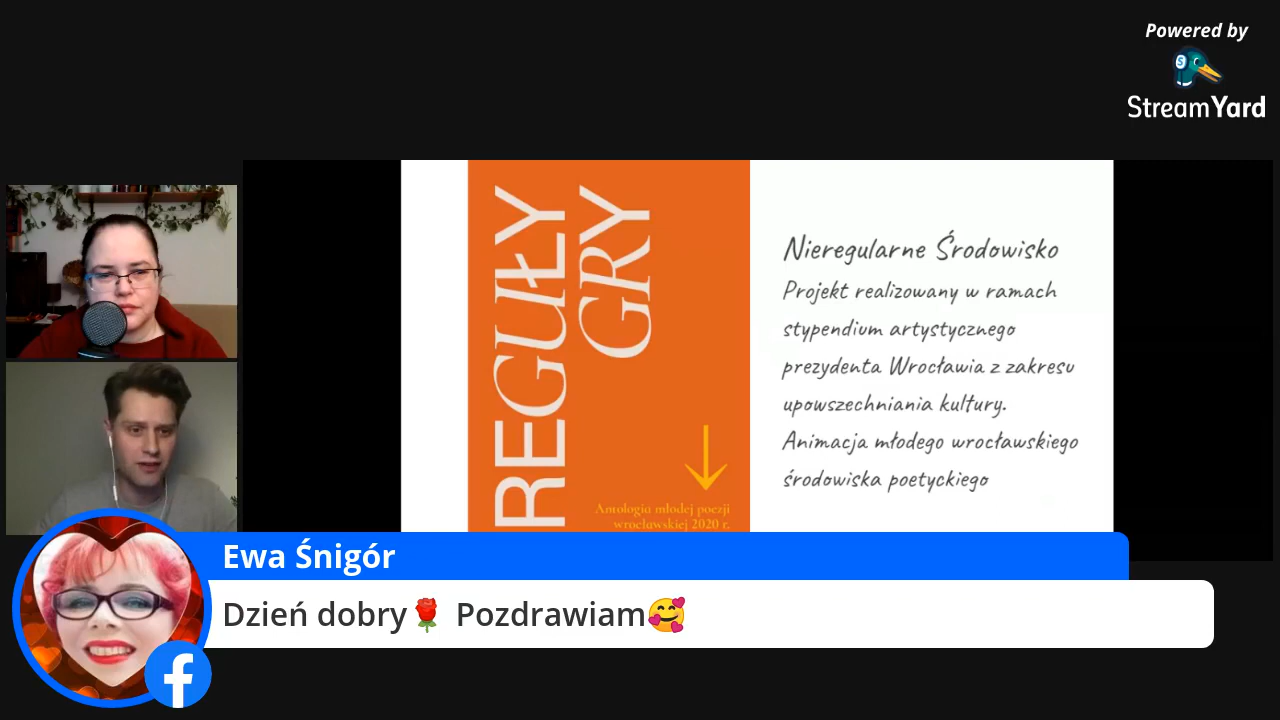 Powered by
StreamYard
REGUŁY
GRY
Antologia młodej poezji
wrocławskiej 2020 r.
Nieregularne Środowisko
Projekt realizowany w ramach
stypendium artystycznego
prezydenta Wrocławia z zakresu
upowszechniania kultury.
Animacja młodego wrocławskiego
środowiska poetyckiego
Ewa Śnigór
Dzień dobry🌹 Pozdrawiam🥰